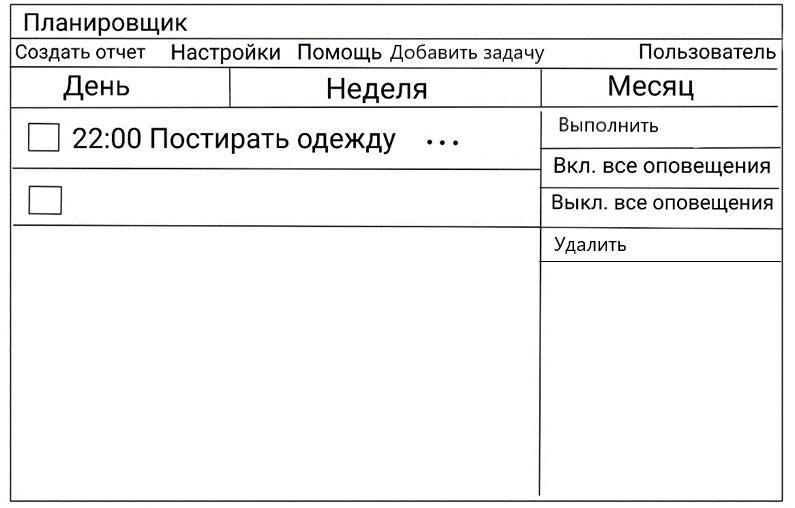 Планировщик
Создать отчет Настройки Помощь Добавить задачу Пользователь
День Неделя Месяц
22:00 Постирать одежду ...
Выполнить
Вкл. все оповещения
Выкл. все оповещения
Удалить